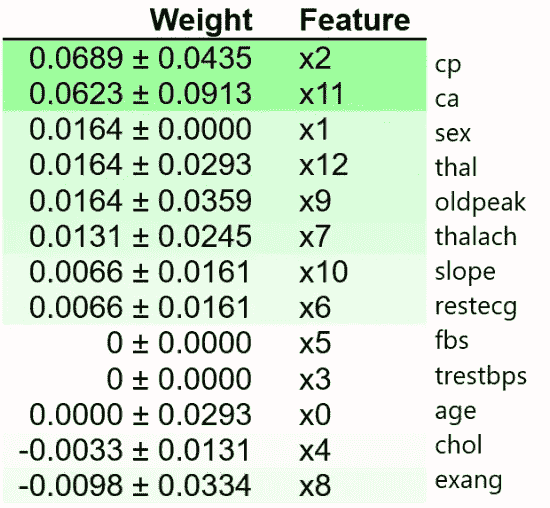 Weight Feature
0.0689 ± 0.0435 x2 cp
0.0623 ± 0.0913 x11 ca
0.0164 ± 0.0000 x1 sex
0.0164 ± 0.0293 x12 thal
0.0164 ± 0.0359 x9 oldpeak
0.0131 ± 0.0245 x7 thalach
0.0066 ± 0.0161 x10 slope
0.0066 ± 0.0161 x6 restecg
0 ± 0.0000 x5 fbs
0 ± 0.0000 x3 trestbps
0.0000 ± 0.0293 x0 age
-0.0033 ± 0.0131 x4 chol
-0.0098 ± 0.0334 x8 exang